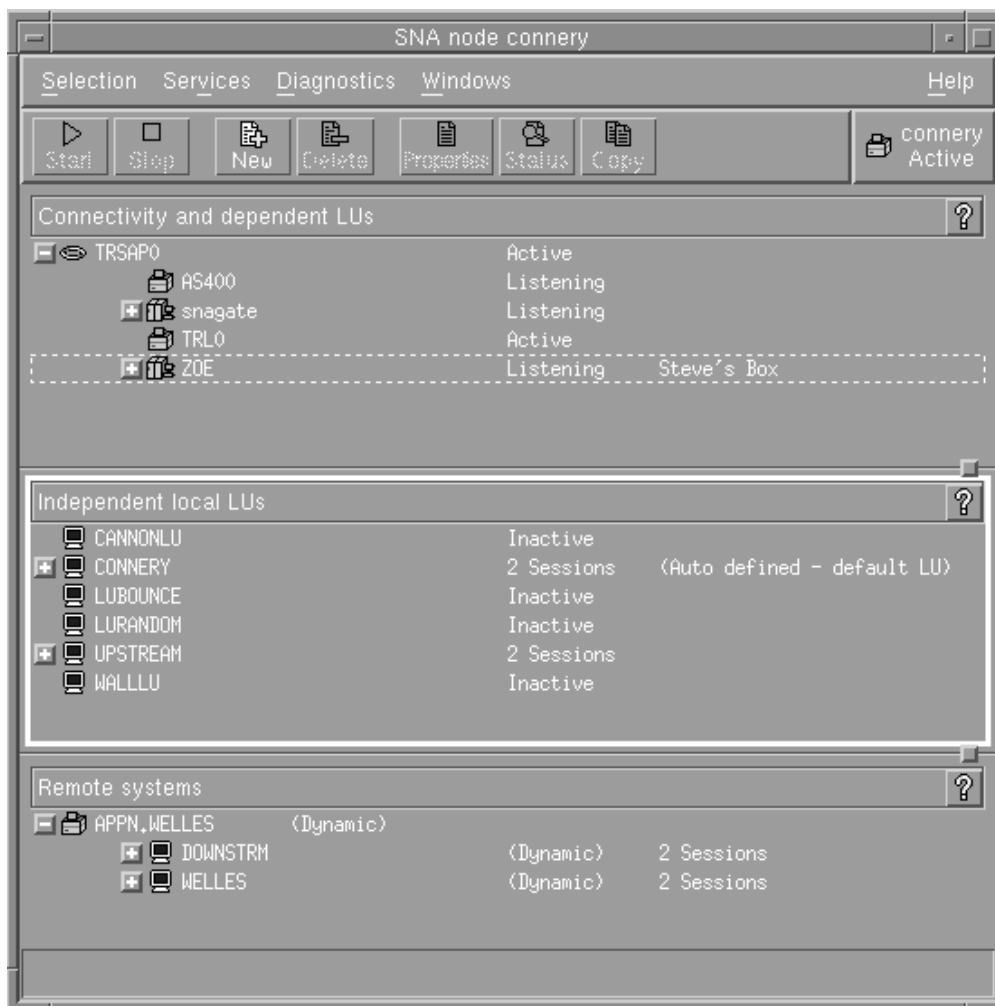 SNA node connery
Selection Services Diagnostics Windows Help
Start Stop New Delete Properties Status Copy connery Active
Connectivity and dependent LUs ?
TRSAP0 Active
AS400 Listening
snagate Listening
TRL0 Active
ZOE Listening Steve's Box
Independent local LUs ?
CANNONLU Inactive
CONNERY 2 Sessions (Auto defined - default LU)
LUBOUNCE Inactive
LURANDOM Inactive
UPSTREAM 2 Sessions
WALLLU Inactive
Remote systems ?
APPN.WELLES (Dynamic)
DOWNSTRM (Dynamic) 2 Sessions
WELLES (Dynamic) 2 Sessions